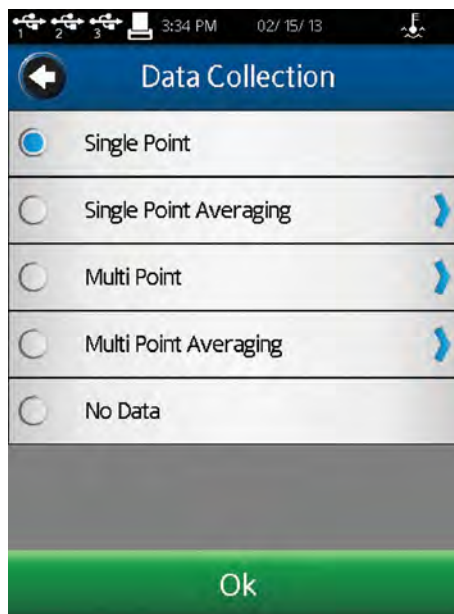 1 2 3 3:34 PM 02/15/13
Data Collection
Single Point
Single Point Averaging
Multi Point
Multi Point Averaging
No Data
Ok